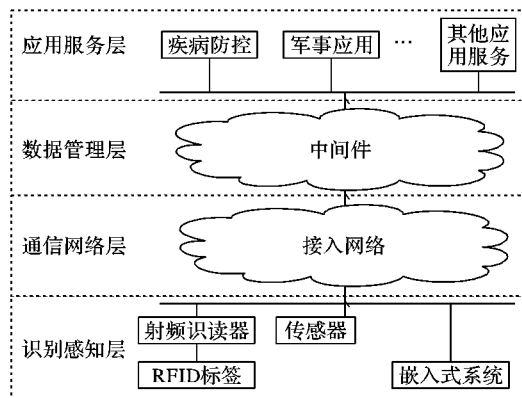 应用服务层
疾病防控
军事应用
…
其他应
用服务
数据管理层
中间件
通信网络层
接入网络
识别感知层
射频识读器
传感器
RFID标签
嵌入式系统